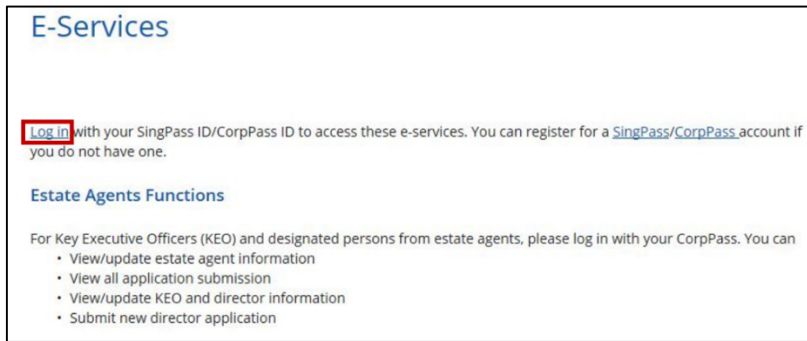 E-Services
Log in with your SingPass ID/CorpPass ID to access these e-services. You can register for a SingPass/CorpPass account if
you do not have one.
Estate Agents Functions
For Key Executive Officers (KEO) and designated persons from estate agents, please log in with your CorpPass. You can
• View/update estate agent information
• View all application submission
• View/update KEO and director information
• Submit new director application